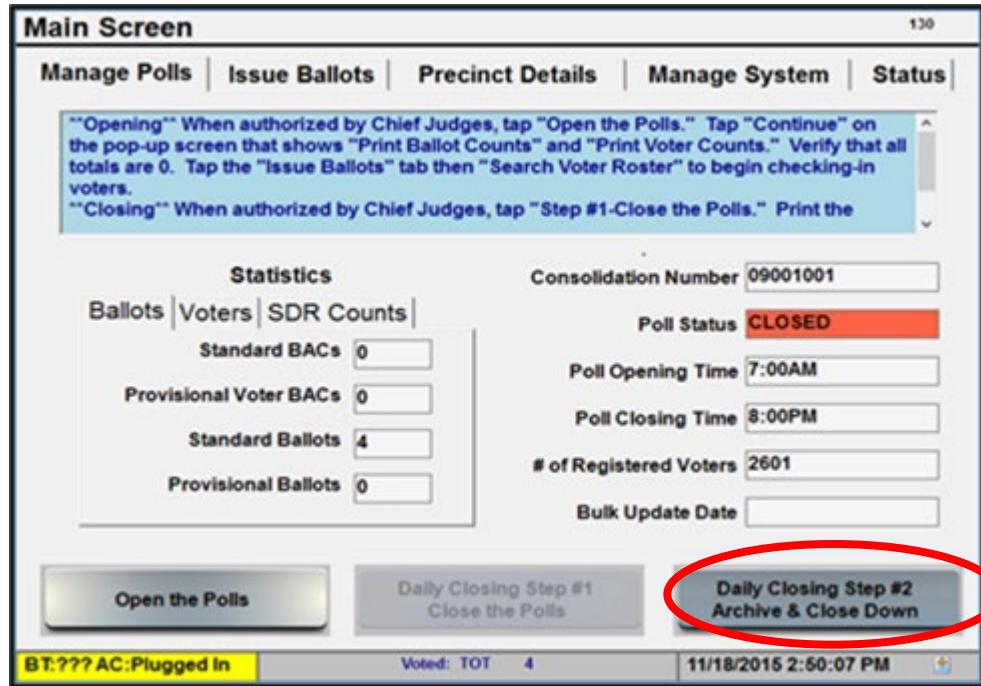 Main Screen 130
Manage Polls Issue Ballots Precinct Details Manage System Status
**Opening** When authorized by Chief Judges, tap "Open the Polls." Tap "Continue" on
the pop-up screen that shows "Print Ballot Counts" and "Print Voter Counts." Verify that all
totals are 0. Tap the "Issue Ballots" tab then "Search Voter Roster" to begin checking-in
voters.
**Closing** When authorized by Chief Judges, tap "Step #1-Close the Polls." Print the
Statistics
Ballots Voters SDR Counts
Standard BACs 0
Provisional Voter BACs 0
Standard Ballots 4
Provisional Ballots 0
Consolidation Number 09001001
Poll Status CLOSED
Poll Opening Time 7:00AM
Poll Closing Time 8:00PM
# of Registered Voters 2601
Bulk Update Date
Open the Polls
Daily Closing Step #1
Close the Polls
Daily Closing Step #2
Archive & Close Down
BT:??? AC:Plugged In Voted: TOT 4 11/18/2015 2:50:07 PM